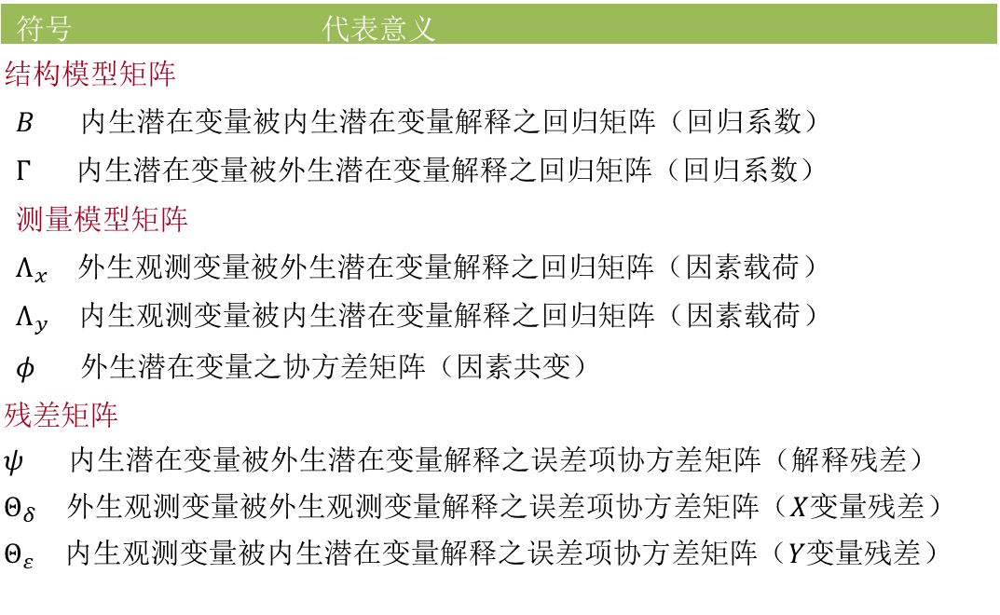 符号 代表意义
结构模型矩阵
B 内生潜在变量被内生潜在变量解释之回归矩阵（回归系数）
Γ 内生潜在变量被外生潜在变量解释之回归矩阵（回归系数）
测量模型矩阵
Λx 外生观测变量被外生潜在变量解释之回归矩阵（因素载荷）
Λy 内生观测变量被内生潜在变量解释之回归矩阵（因素载荷）
ϕ 外生潜在变量之协方差矩阵（因素共变）
残差矩阵
ψ 内生潜在变量被外生潜在变量解释之误差项协方差矩阵（解释残差）
Θδ 外生观测变量被外生观测变量解释之误差项协方差矩阵（X变量残差）
Θε 内生观测变量被内生潜在变量解释之误差项协方差矩阵（Y变量残差）